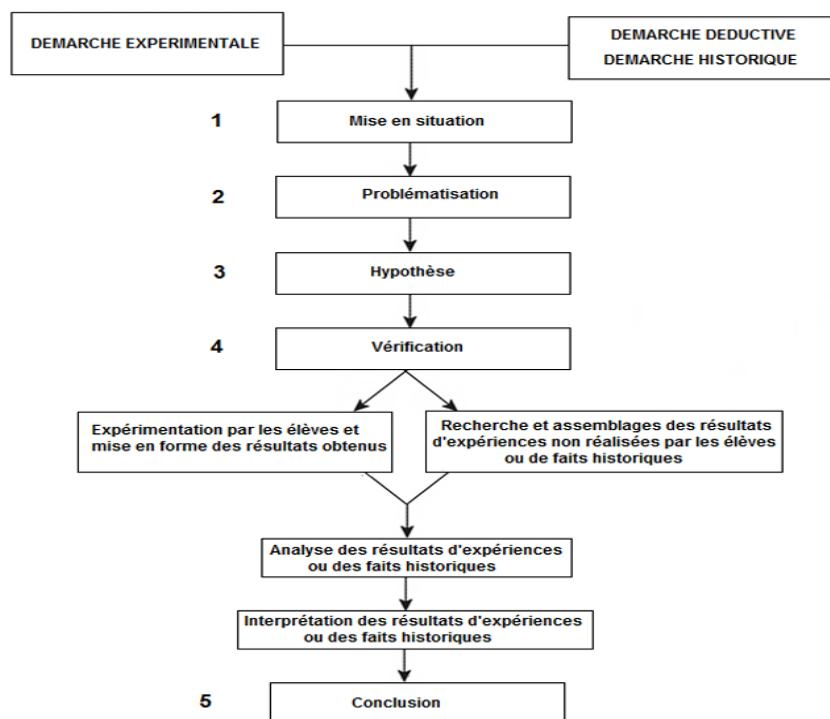 DEMARCHE EXPERIMENTALE
DEMARCHE DEDUCTIVE
DEMARCHE HISTORIQUE
1
Mise en situation
2
Problématisation
3
Hypothèse
4
Vérification
Expérimentation par les élèves et
mise en forme des résultats obtenus
Recherche et assemblages des résultats
d'expériences non réalisées par les élèves
ou de faits historiques
Analyse des résultats d'expériences
ou des faits historiques
Interprétation des résultats d'expériences
ou des faits historiques
5
Conclusion